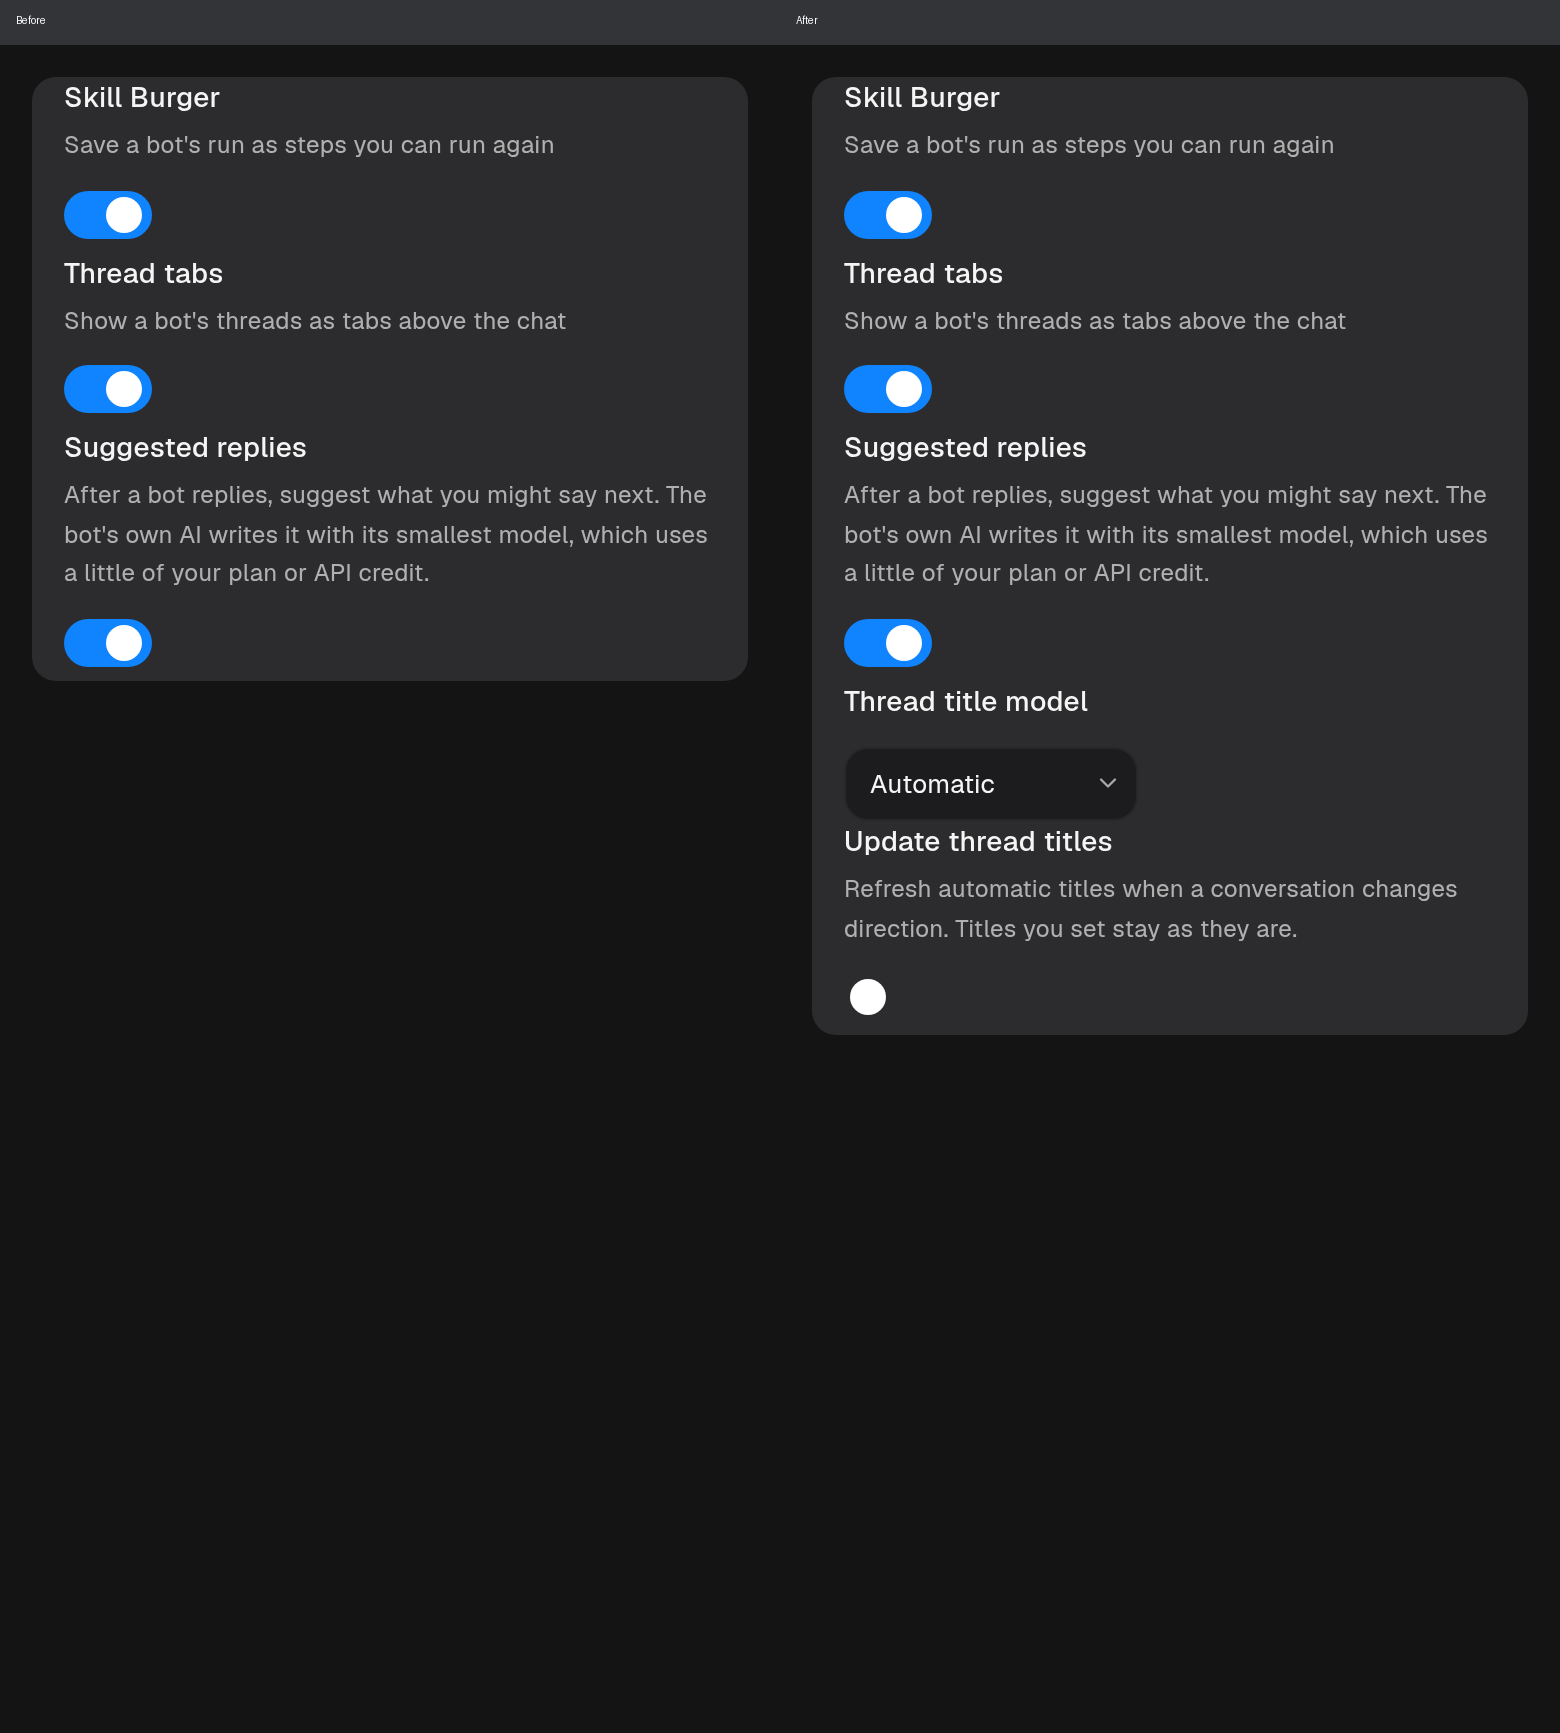 Before
After
Skill Burger
Save a bot's run as steps you can run again
Thread tabs
Show a bot's threads as tabs above the chat
Suggested replies
After a bot replies, suggest what you might say next. The
bot's own AI writes it with its smallest model, which uses
a little of your plan or API credit.
Skill Burger
Save a bot's run as steps you can run again
Thread tabs
Show a bot's threads as tabs above the chat
Suggested replies
After a bot replies, suggest what you might say next. The
bot's own AI writes it with its smallest model, which uses
a little of your plan or API credit.
Thread title model
Automatic
Update thread titles
Refresh automatic titles when a conversation changes
direction. Titles you set stay as they are.